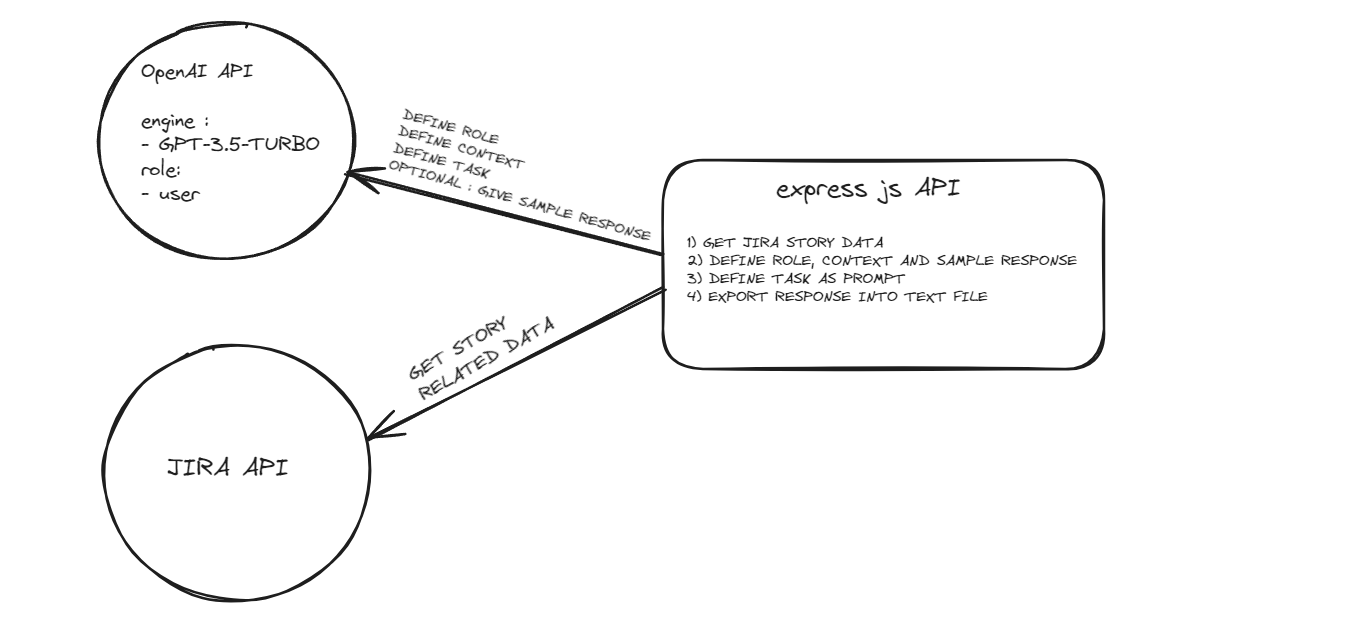 OpenAI API
engine :
- GPT-3.5-TURBO
role:
- user
DEFINE ROLE
DEFINE CONTEXT
DEFINE TASK
OPTIONAL : GIVE SAMPLE RESPONSE
express js API
1) GET JIRA STORY DATA
2) DEFINE ROLE, CONTEXT AND SAMPLE RESPONSE
3) DEFINE TASK AS PROMPT
4) EXPORT RESPONSE INTO TEXT FILE
GET STORY
RELATED DATA
JIRA API